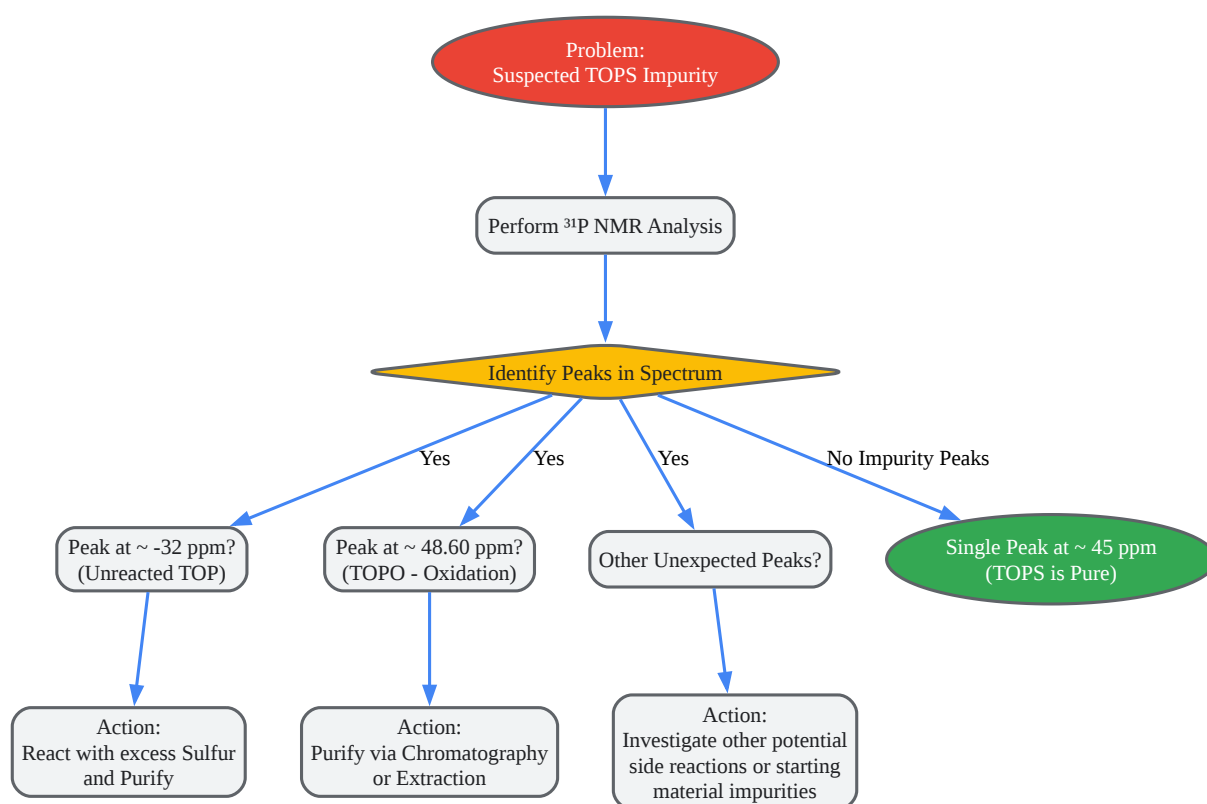 Problem:
Suspected TOPS Impurity
Perform ³¹P NMR Analysis
Identify Peaks in Spectrum
Yes
Yes
Yes
No Impurity Peaks
Peak at ~ -32 ppm?
(Unreacted TOP)
Peak at ~ 48.60 ppm?
(TOPO - Oxidation)
Other Unexpected Peaks?
Single Peak at ~ 45 ppm
(TOPS is Pure)
Action:
React with excess Sulfur
and Purify
Action:
Purify via Chromatography
or Extraction
Action:
Investigate other potential
side reactions or starting
material impurities